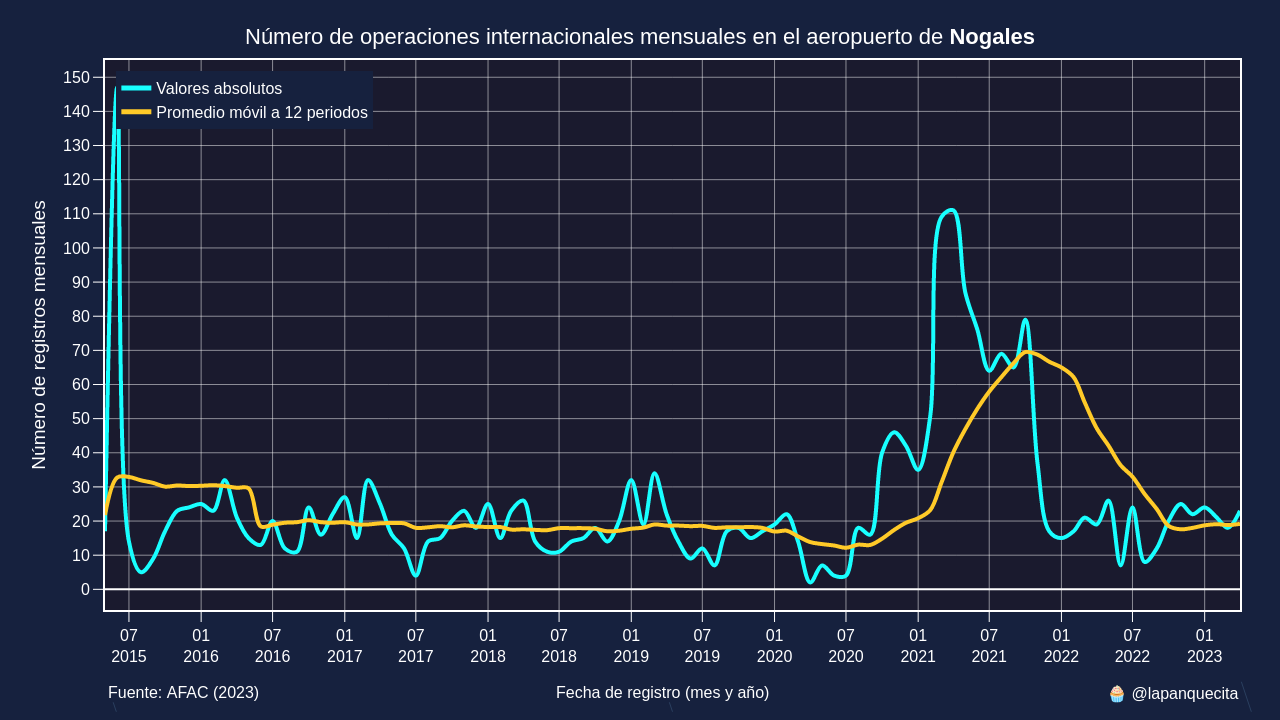 Número de operaciones internacionales mensuales en el aeropuerto de Nogales
Valores absolutos
Promedio móvil a 12 periodos
Número de registros mensuales
150
140
130
120
110
100
90
80
70
60
50
40
30
20
10
0
07 01 07 01 07 01 07 01 07 01 07 01 07 01 07 01
2015 2016 2016 2017 2017 2018 2018 2019 2019 2020 2020 2021 2021 2022 2022 2023
Fuente: AFAC (2023)
Fecha de registro (mes y año)
🧁 @lapanquecita